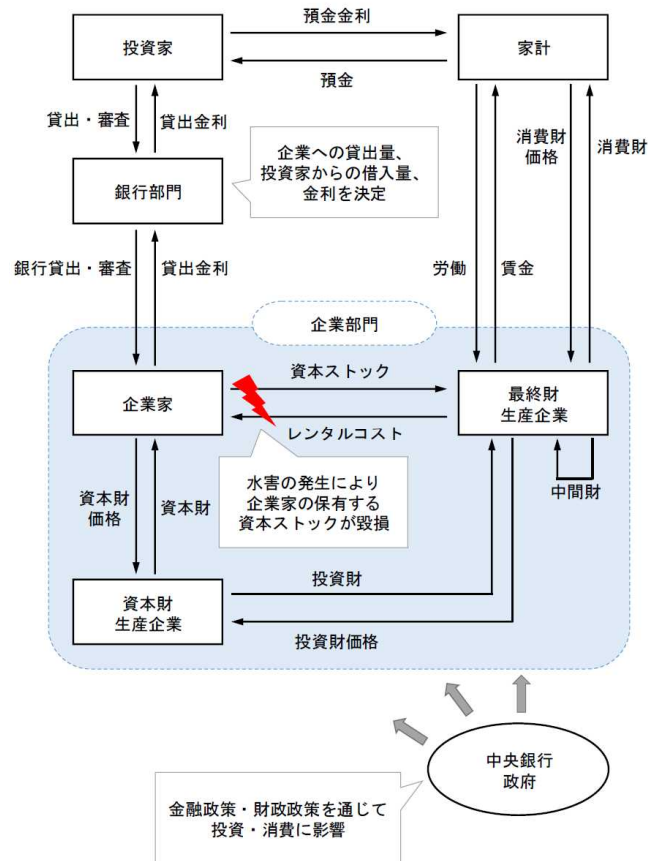 預金金利
投資家
家計
預金
貸出・審査
貸出金利
消費財
価格
消費財
企業への貸出量、
投資家からの借入量、
金利を決定
銀行部門
銀行貸出・審査
貸出金利
労働
賃金
企業部門
資本ストック
企業家
最終財
生産企業
レンタルコスト
中間財
水害の発生により
企業家の保有する
資本ストックが毀損
資本財
価格
資本財
投資財
資本財
生産企業
投資財価格
中央銀行
政府
金融政策・財政政策を通じて
投資・消費に影響